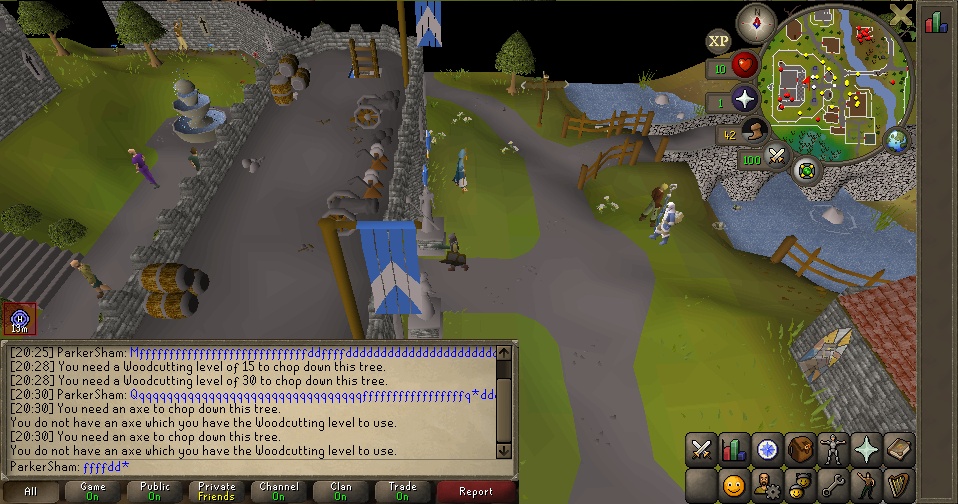 N
XP
10
1
42
100
13m
[20:25] ParkerSham:
[20:28] You need a Woodcutting level of 15 to chop down this tree.
[20:28] You need a Woodcutting level of 30 to chop down this tree.
[20:30] ParkerSham:
[20:30] You need an axe to chop down this tree.
You do not have an axe which you have the Woodcutting level to use.
[20:30] You need an axe to chop down this tree.
You do not have an axe which you have the Woodcutting level to use.
ParkerSham: ffffdd*
All
Game
On
Public
On
Private
Friends
Channel
On
Clan
On
Trade
On
Report